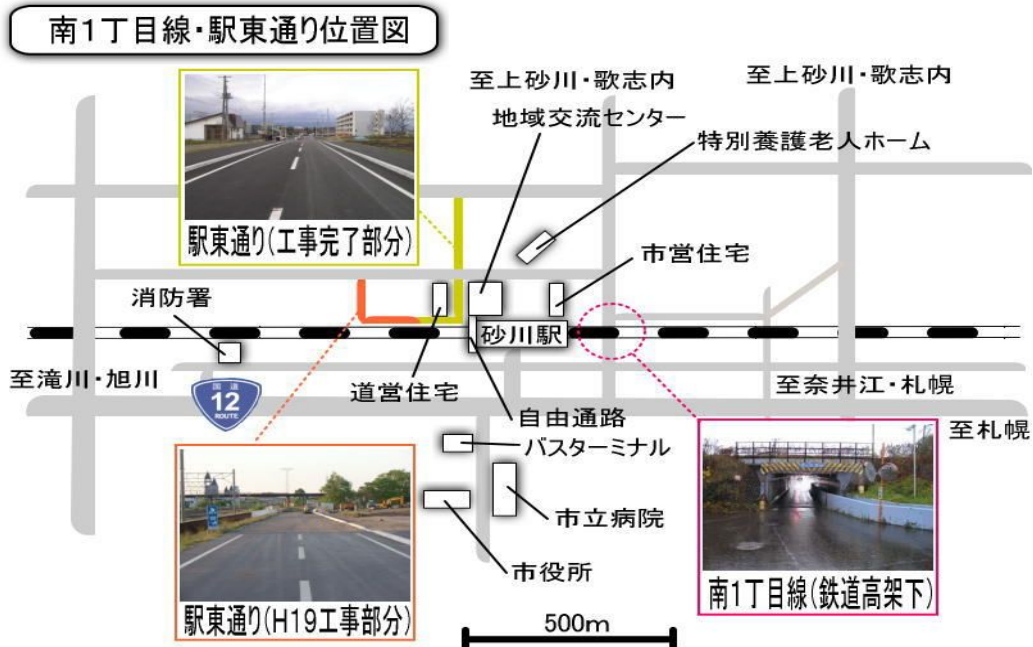 南1丁目線・駅東通り位置図
至上砂川・歌志内
至上砂川・歌志内
地域交流センター
特別養護老人ホーム
駅東通り(工事完了部分)
市営住宅
消防署
砂川駅
至滝川・旭川
道営住宅
至奈井江・札幌
国道
12
ROUTE
自由通路
至札幌
バスターミナル
市立病院
市役所
南1丁目線(鉄道高架下)
駅東通り(H19工事部分)
500m